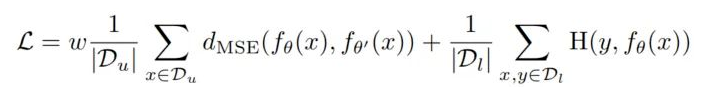 $\mathcal{L} = w \frac{1}{|\mathcal{D}_u|} \sum_{x \in \mathcal{D}_u} d_{\mathrm{MSE}}(f_\theta(x), f_{\theta'}(x)) + \frac{1}{|\mathcal{D}_l|} \sum_{x,y \in \mathcal{D}_l} \mathrm{H}(y, f_\theta(x))$